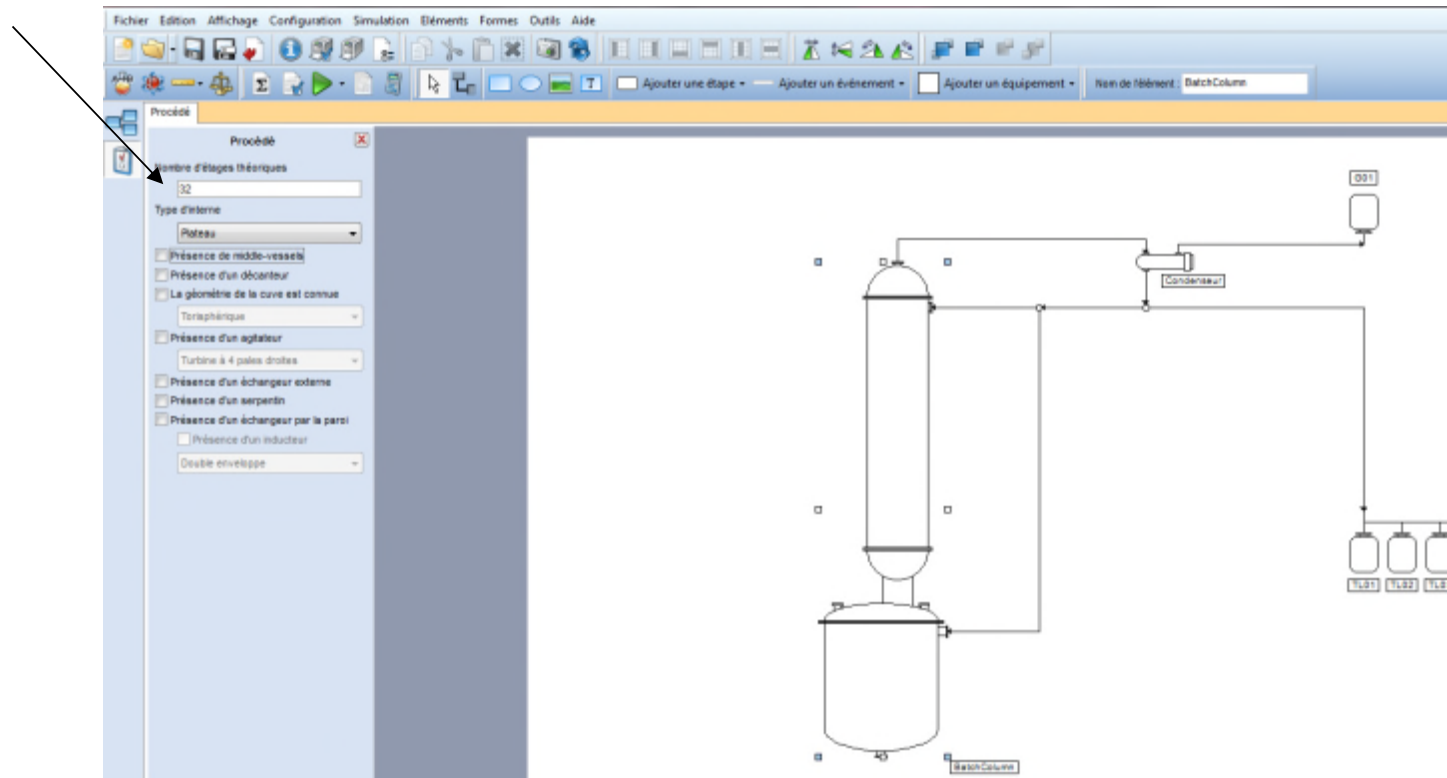 Fichier Edition Affichage Configuration Simulation Eléments Formes Outils Aide
T Ajouter une étape Ajouter un événement Ajouter un équipement Nom de l'élément : BatchColumn
Procédé
Procédé
Nombre d'étages théoriques
32
Type d'interne
Plateau
Présence de middle-vessels
Présence d'un décanteur
La géométrie de la cuve est connue
Torisphérique
Présence d'un agitateur
Turbine à 4 pales droites
Présence d'un échangeur externe
Présence d'un serpentin
Présence d'un échangeur par la paroi
Présence d'un inducteur
Double enveloppe
Condenseur
TL01 TL02
BatchColumn